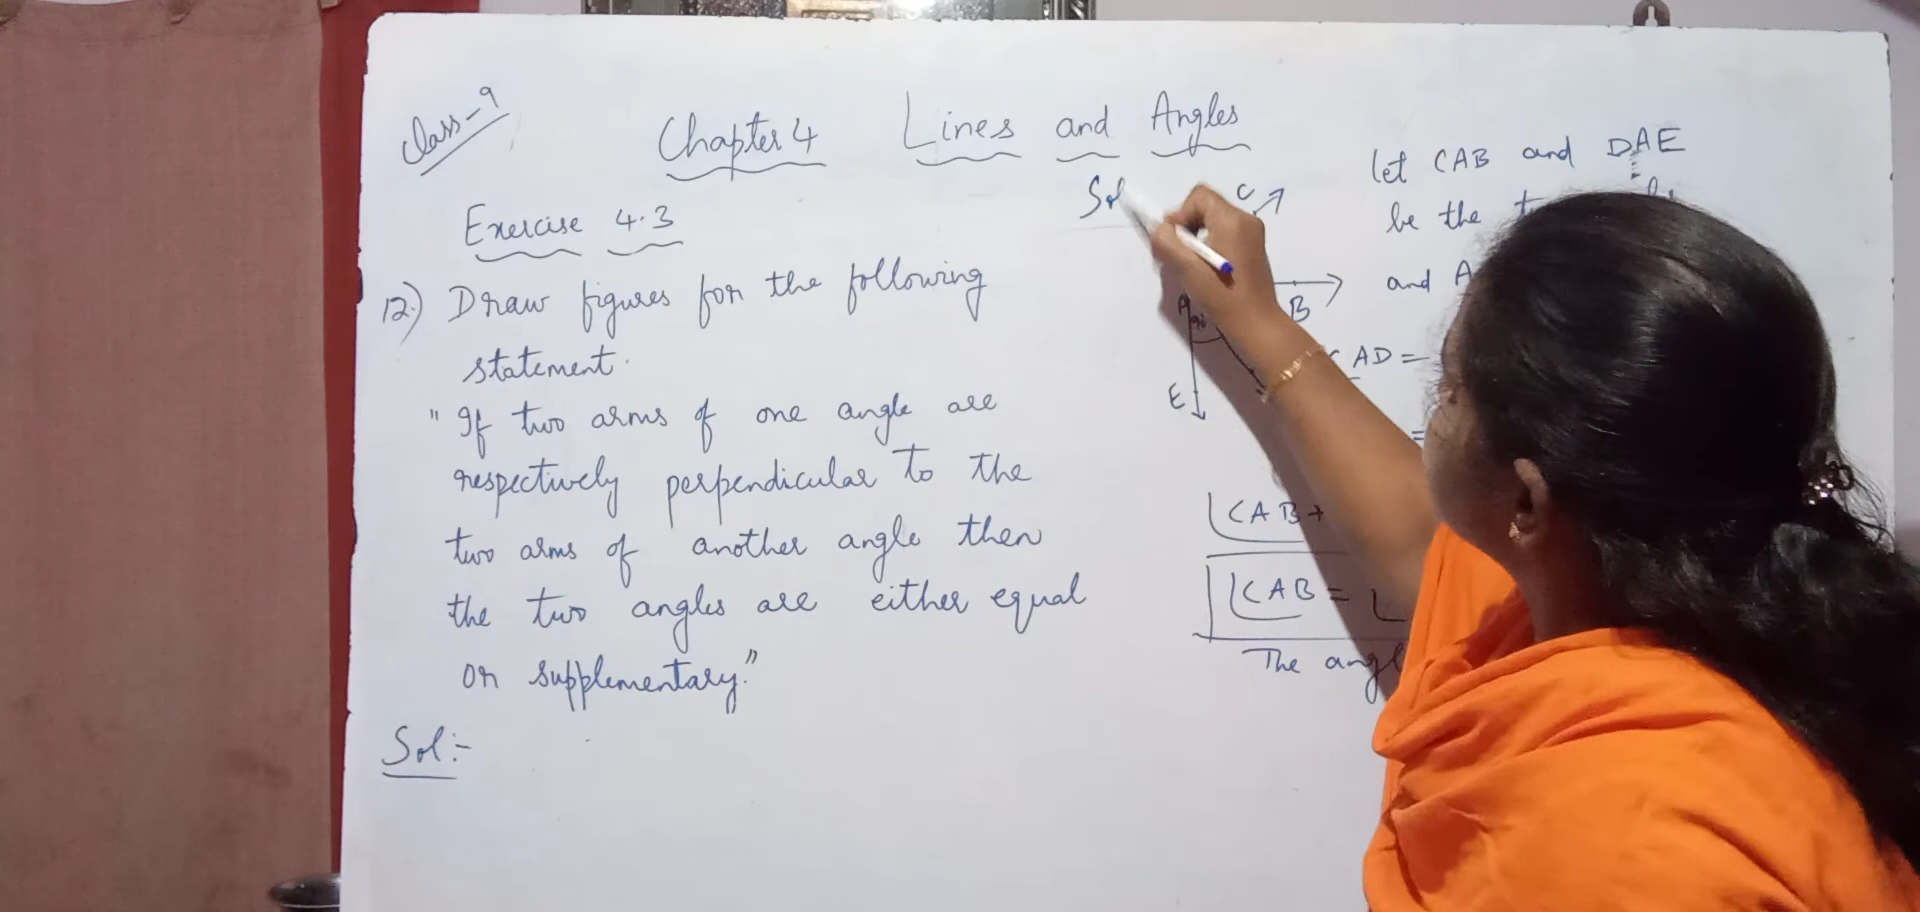 Class-9
Chapter 4 Lines and Angles
Exercise 4.3
12.) Draw figures for the following
statement.
"If two arms of one angle are
respectively perpendicular to the
two arms of another angle then
the two angles are either equal
or supplementary."
Sol:-
Sol
C
B
A
90
E
let CAB and DAE
be the
and A
AD =
=
∠CAB+
∠CAB = ∠
The angl